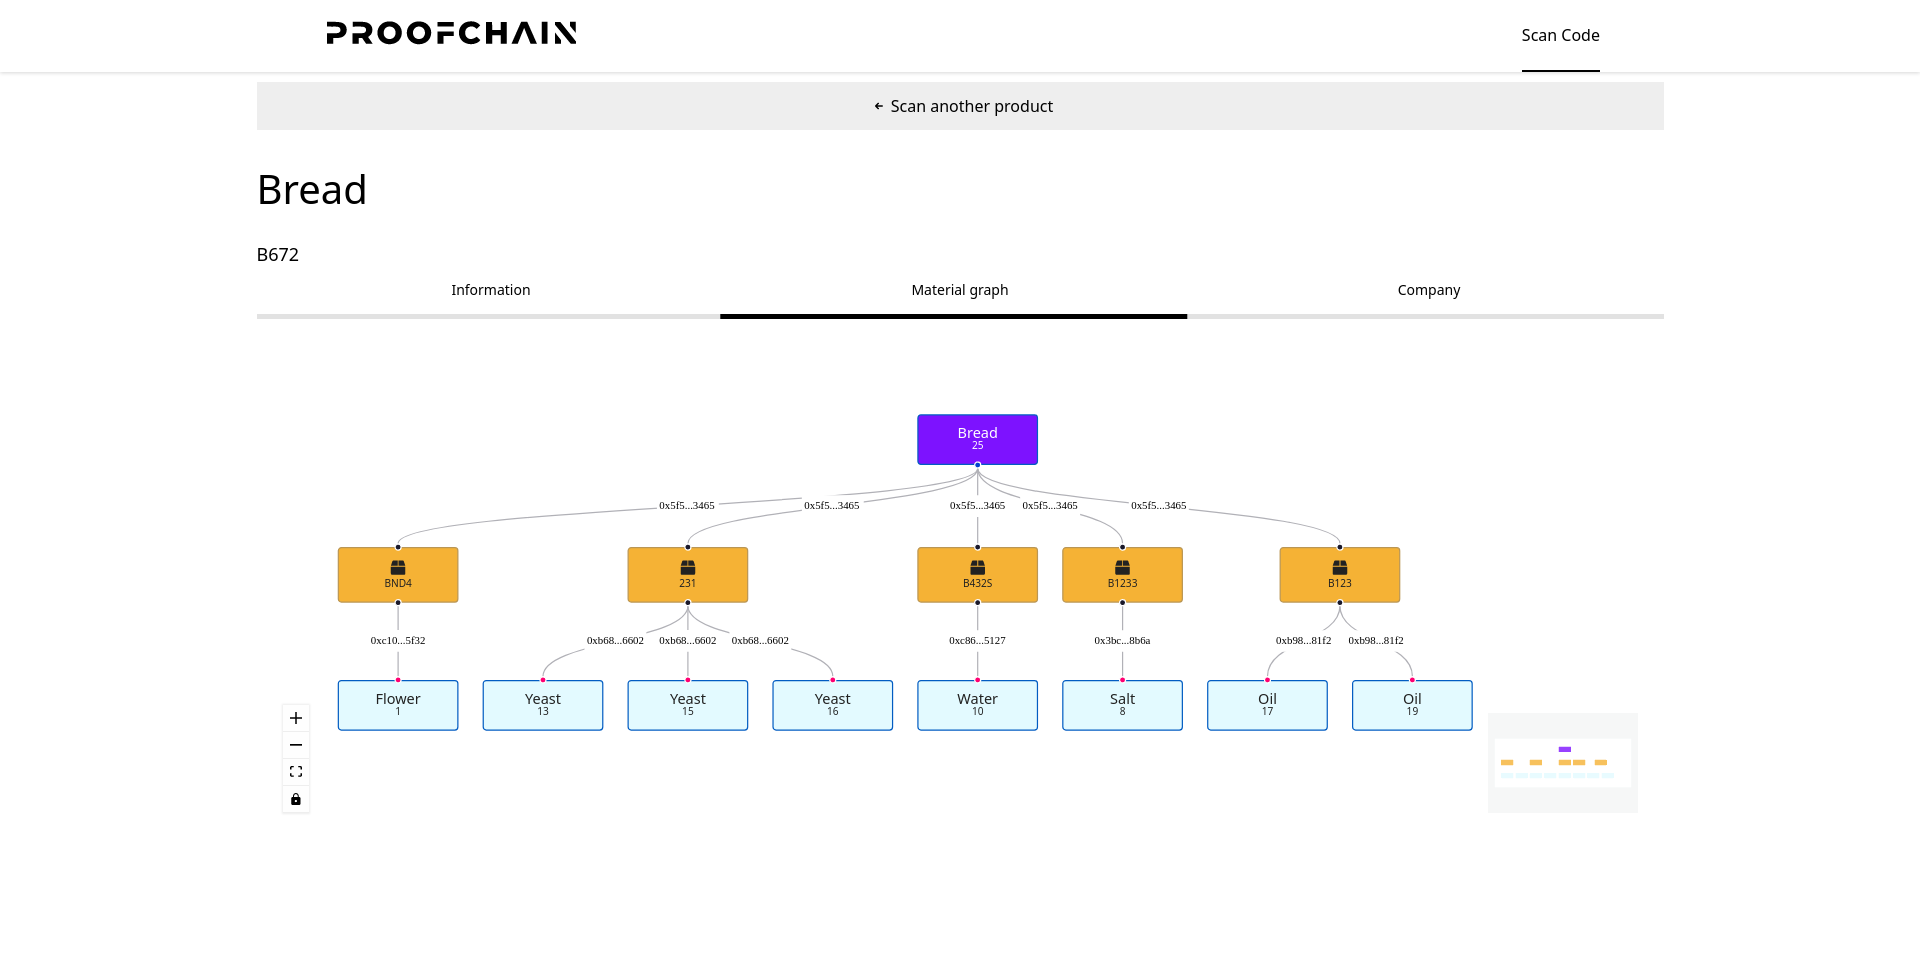 PROOFCHAIN
Scan Code
← Scan another product
Bread
B672
Information
Material graph
Company
Bread
25
0x5f5...3465
0x5f5...3465
0x5f5...3465
0x5f5...3465
0x5f5...3465
BND4
231
B432S
B1233
B123
0xc10...5f32
0xb68...6602
0xb68...6602
0xb68...6602
0xc86...5127
0x3bc...8b6a
0xb98...81f2
0xb98...81f2
Flower
1
Yeast
13
Yeast
15
Yeast
16
Water
10
Salt
8
Oil
17
Oil
19